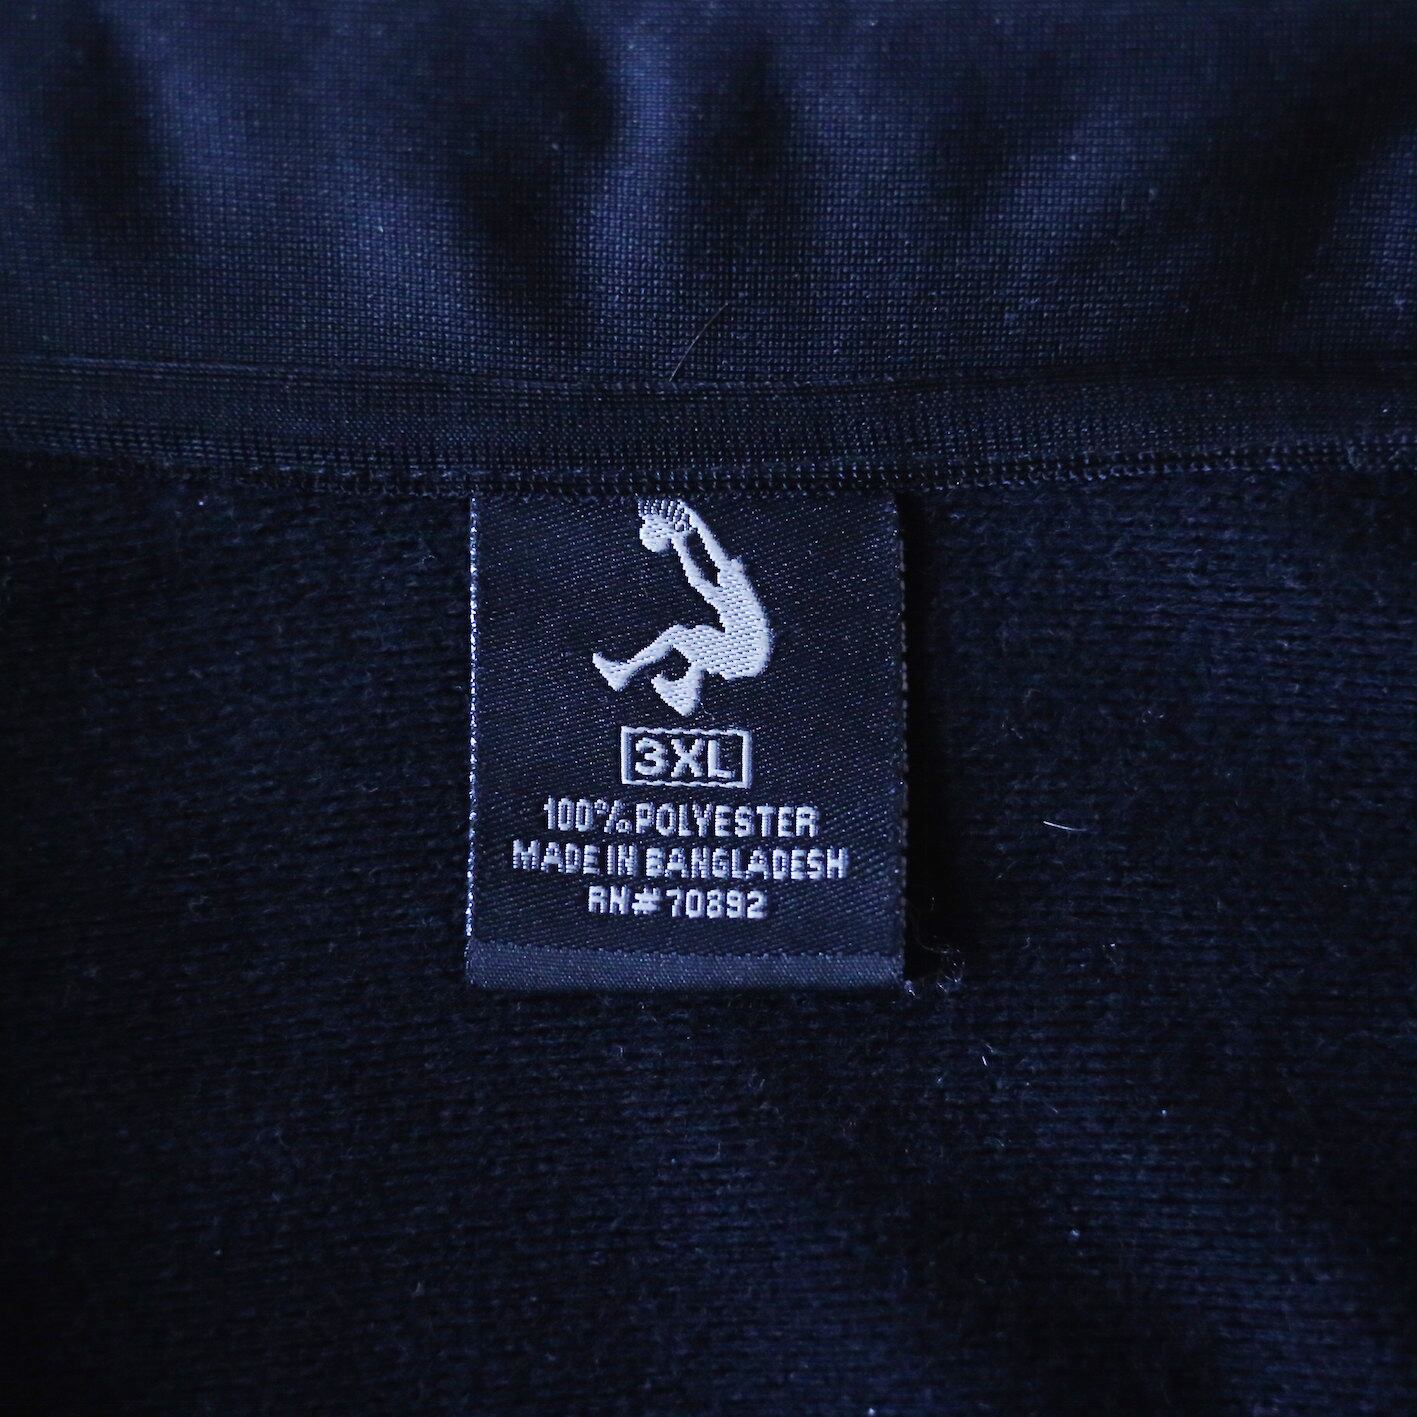 3XL
100% POLYESTER
MADE IN BANGLADESH
RN# 70892